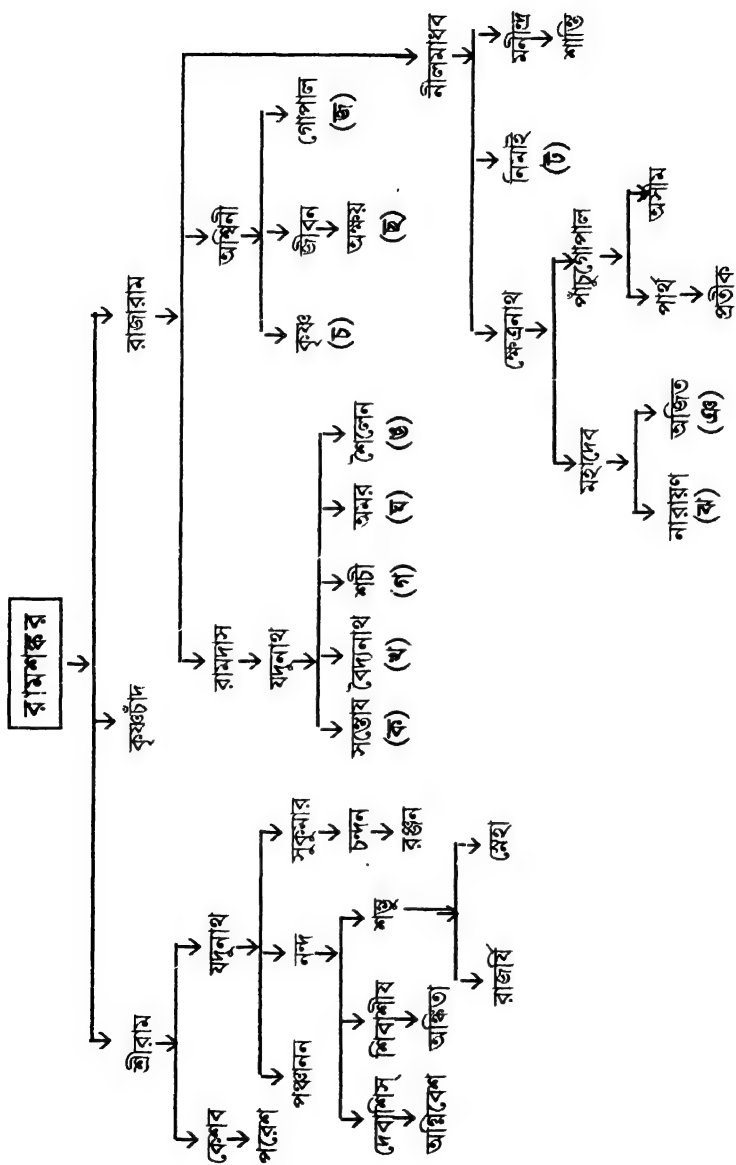 রামশঙ্কর
শ্রীরাম কৃষ্ণচাঁদ রাজারাম
কেশব যদুনাথ রামদাস অশ্বিনী নীলমাধব
পরেশ পঞ্চানন নন্দ সুকুমার যদুনাথ কৃষ্ণ জীবন গোপাল ক্ষেত্রনাথ নিমাই মনীন্দ্র
(চ) অক্ষয় (জ) (ট) শান্তি
(ছ)
দেবাশিস্ শিবাশীষ শম্ভু চন্দন সন্তোষ বৈদ্যনাথ শচী অমর শৈলেন মহাদেব পাঁচুগোপাল
অগ্নিবেশ অঙ্কিতা রঞ্জন (ক) (খ) (গ) (ঘ) (ঙ)
রাজর্ষি স্নেহা নারায়ণ অজিত পার্থ অসীম
(ঝ) (ঞ) প্রতীক